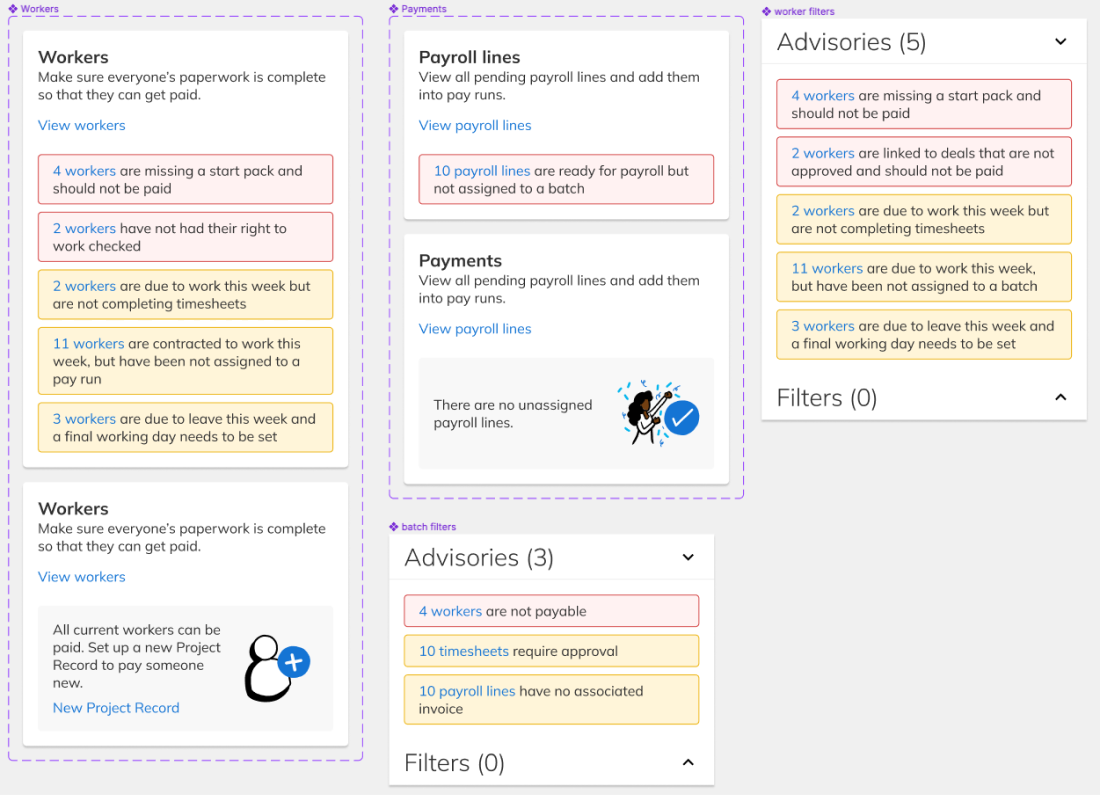 Workers
Workers
Make sure everyone’s paperwork is complete
so that they can get paid.
View workers
4 workers are missing a start pack and
should not be paid
2 workers have not had their right to
work checked
2 workers are due to work this week but
are not completing timesheets
11 workers are contracted to work this
week, but have been not assigned to a
pay run
3 workers are due to leave this week and
a final working day needs to be set
Workers
Make sure everyone’s paperwork is complete
so that they can get paid.
View workers
All current workers can be
paid. Set up a new Project
Record to pay someone
new.
New Project Record
Payments
Payroll lines
View all pending payroll lines and add them
into pay runs.
View payroll lines
10 payroll lines are ready for payroll but
not assigned to a batch
Payments
View all pending payroll lines and add them
into pay runs.
View payroll lines
There are no unassigned
payroll lines.
batch filters
Advisories (3)
4 workers are not payable
10 timesheets require approval
10 payroll lines have no associated
invoice
Filters (0)
worker filters
Advisories (5)
4 workers are missing a start pack and
should not be paid
2 workers are linked to deals that are not
approved and should not be paid
2 workers are due to work this week but
are not completing timesheets
11 workers are due to work this week,
but have been not assigned to a batch
3 workers are due to leave this week and
a final working day needs to be set
Filters (0)